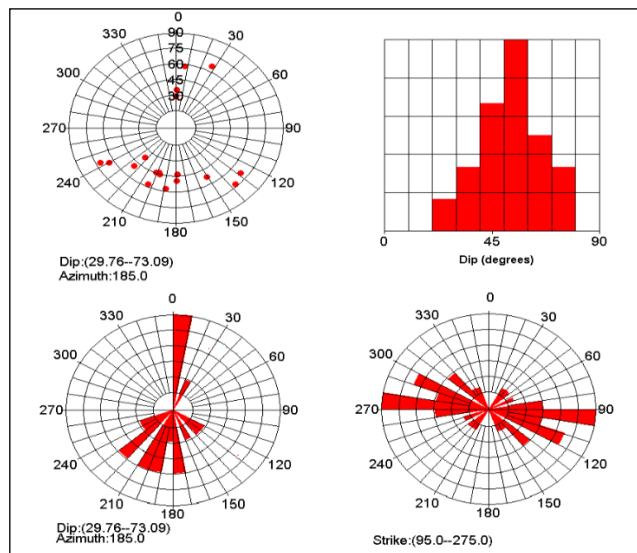 0
330 90 30
75
300 60 60
45
30
270 90
240 120
210 150
180
Dip:(29.76--73.09)
Azimuth:185.0
0 45 90
Dip (degrees)
0
330 30
300 60
270 90
240 120
210 150
180
Dip:(29.76--73.09)
Azimuth:185.0
0
330 30
300 60
270 90
240 120
210 150
180
Strike:(95.0--275.0)